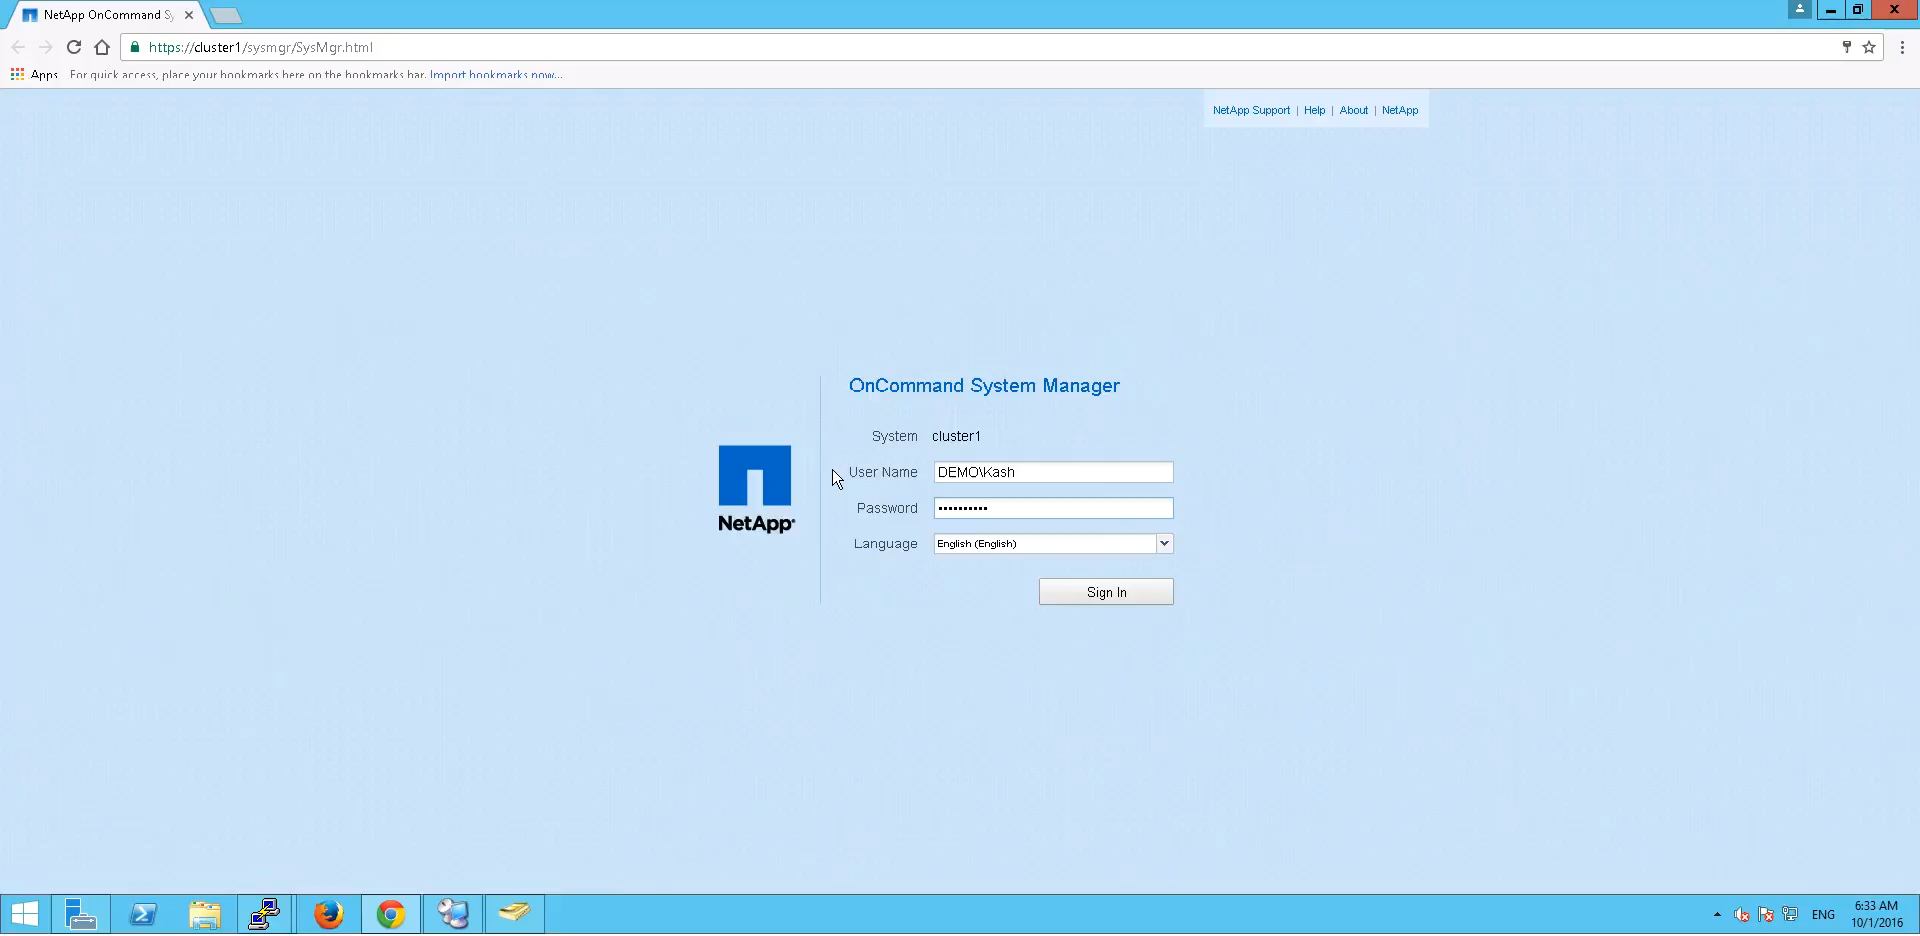 NetApp OnCommand Sy
https://cluster1/sysmgr/SysMgr.html
Apps For quick access, place your bookmarks here on the bookmarks bar. Import bookmarks now...
NetApp Support | Help | About | NetApp
OnCommand System Manager
System cluster1
User Name DEMO\Kash
Password ••••••••••
Language English (English)
Sign In
NetApp
ENG
6:33 AM
10/1/2016